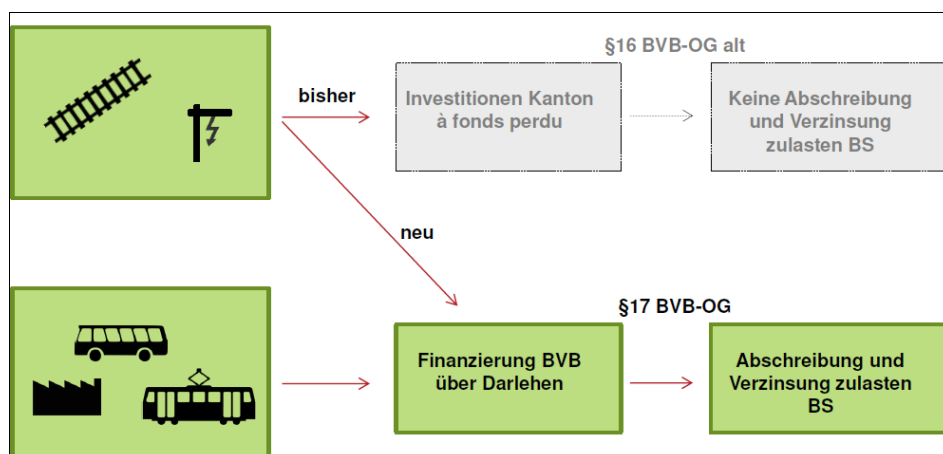 §16 BVB-OG alt
bisher
Investitionen Kanton
à fonds perdu
Keine Abschreibung
und Verzinsung
zulasten BS
neu
§17 BVB-OG
Finanzierung BVB
über Darlehen
Abschreibung und
Verzinsung zulasten
BS